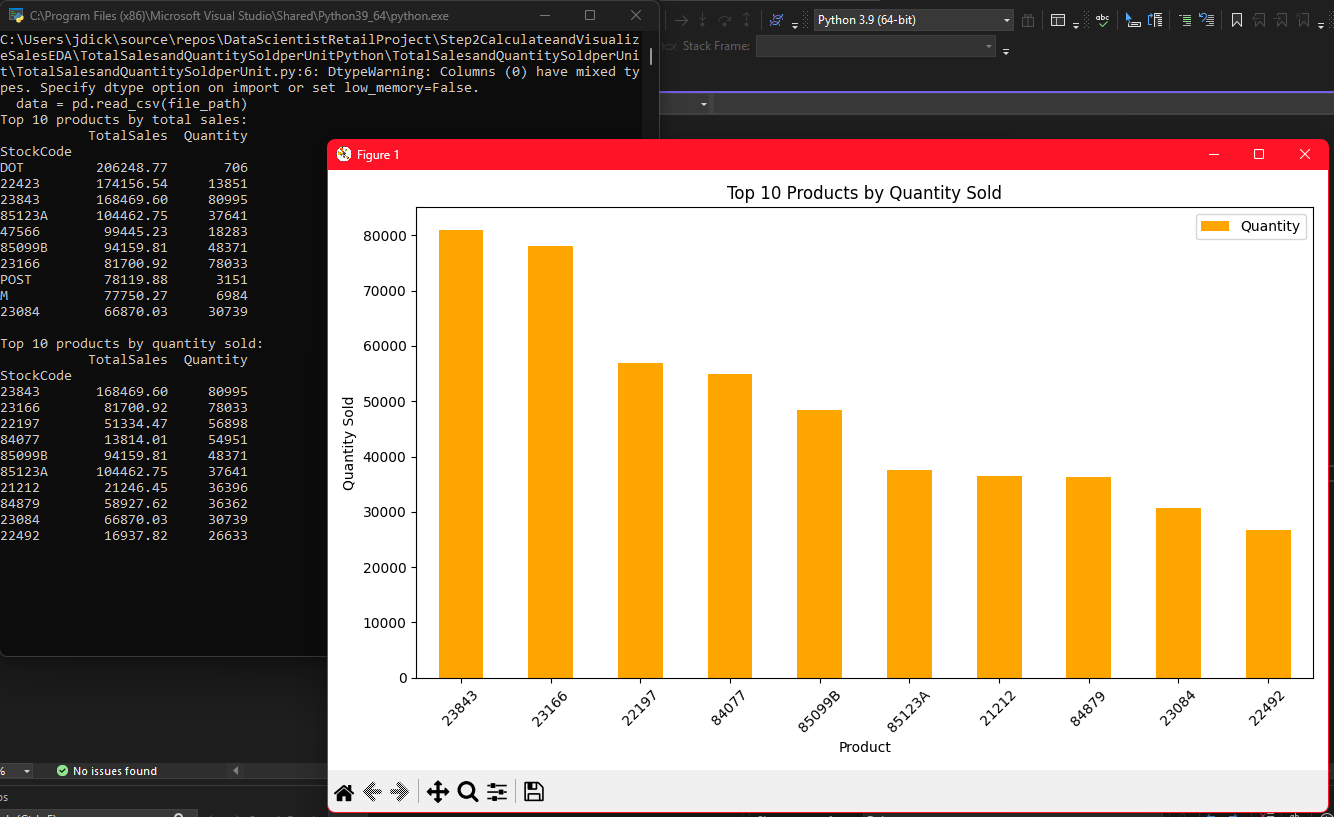 C:\Program Files (x86)\Microsoft Visual Studio\Shared\Python39_64\python.exe
Python 3.9 (64-bit)
abc
Stack Frame:
C:\Users\jdick\source\repos\DataScientistRetailProject\Step2CalculateandVisualiz
eSalesEDA\TotalSalesandQuantitySoldperUnitPython\TotalSalesandQuantitySoldperUni
t\TotalSalesandQuantitySoldperUnit.py:6: DtypeWarning: Columns (0) have mixed ty
pes. Specify dtype option on import or set low_memory=False.
data = pd.read_csv(file_path)
Top 10 products by total sales:
TotalSales Quantity
StockCode
DOT 206248.77 706
22423 174156.54 13851
23843 168469.60 80995
85123A 104462.75 37641
47566 99445.23 18283
85099B 94159.81 48371
23166 81700.92 78033
POST 78119.88 3151
M 77750.27 6984
23084 66870.03 30739
Top 10 products by quantity sold:
TotalSales Quantity
StockCode
23843 168469.60 80995
23166 81700.92 78033
22197 51334.47 56898
84077 13814.01 54951
85099B 94159.81 48371
85123A 104462.75 37641
21212 21246.45 36396
84879 58927.62 36362
23084 66870.03 30739
22492 16937.82 26633
Figure 1
Top 10 Products by Quantity Sold
Quantity
80000
70000
60000
50000
40000
30000
20000
10000
0
Quantity Sold
23843 23166 22197 84077 85099B 85123A 21212 84879 23084 22492
Product
%
No issues found